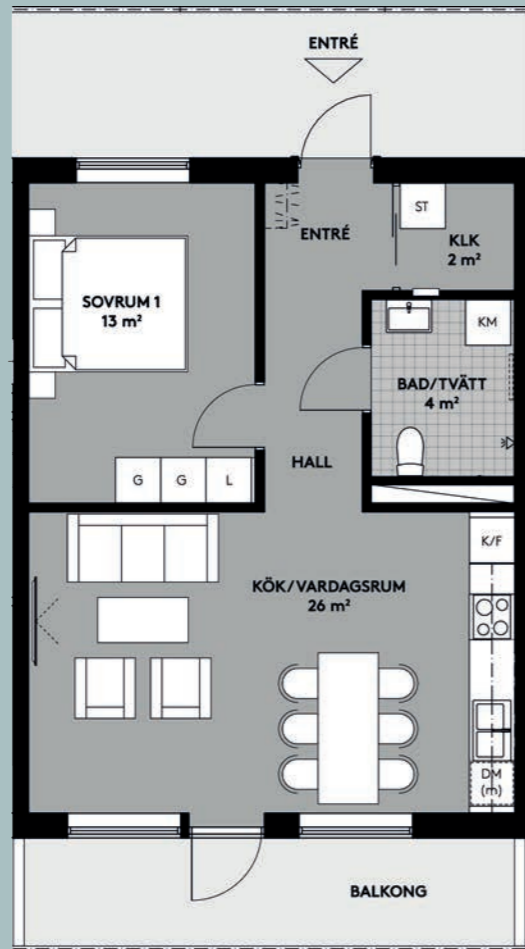 ENTRÉ
ST
ENTRÉ
KLK
2 m²
SOVRUM 1
13 m²
KM
BAD/TVÄTT
4 m²
HALL
G
G
L
K/F
KÖK/VARDAGSRUM
26 m²
DM
(m)
BALKONG